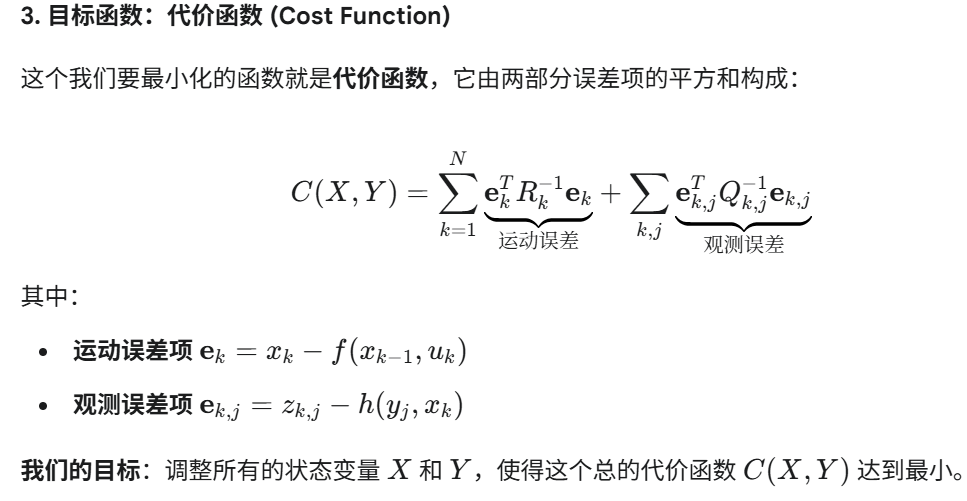 3. 目标函数：代价函数 (Cost Function)
这个我们要最小化的函数就是代价函数，它由两部分误差项的平方和构成：
$C(X,Y) = \sum_{k=1}^{N} \underbrace{\mathbf{e}_k^T R_k^{-1} \mathbf{e}_k}_{\text{运动误差}} + \sum_{k,j} \underbrace{\mathbf{e}_{k,j}^T Q_{k,j}^{-1} \mathbf{e}_{k,j}}_{\text{观测误差}}$
其中：
• 运动误差项 $\mathbf{e}_k = x_k - f(x_{k-1}, u_k)$
• 观测误差项 $\mathbf{e}_{k,j} = z_{k,j} - h(y_j, x_k)$
我们的目标：调整所有的状态变量 $X$ 和 $Y$，使得这个总的代价函数 $C(X,Y)$ 达到最小。